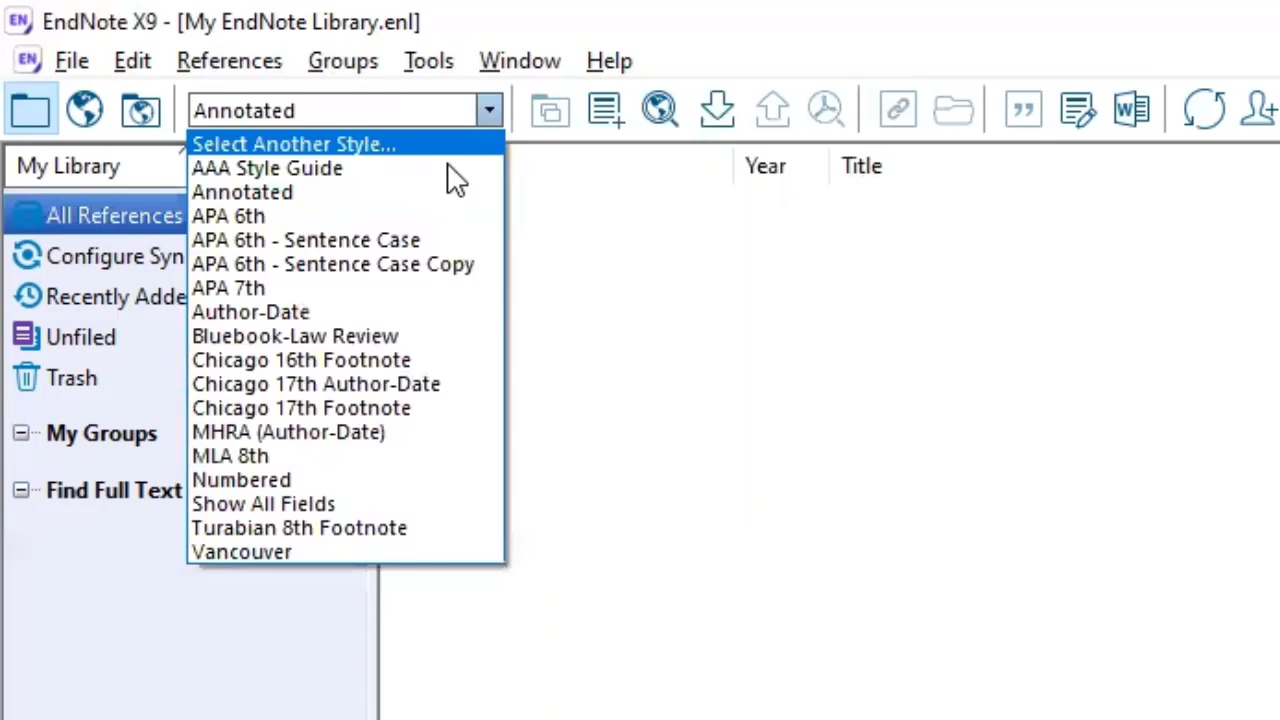 EN EndNote X9 - [My EndNote Library.enl]
EN File Edit References Groups Tools Window Help
Annotated
Select Another Style...
AAA Style Guide
Annotated
APA 6th
APA 6th - Sentence Case
APA 6th - Sentence Case Copy
APA 7th
Author-Date
Bluebook-Law Review
Chicago 16th Footnote
Chicago 17th Author-Date
Chicago 17th Footnote
MHRA (Author-Date)
MLA 8th
Numbered
Show All Fields
Turabian 8th Footnote
Vancouver
My Library
All References
Configure Syn
Recently Adde
Unfiled
Trash
My Groups
Find Full Text
Year Title